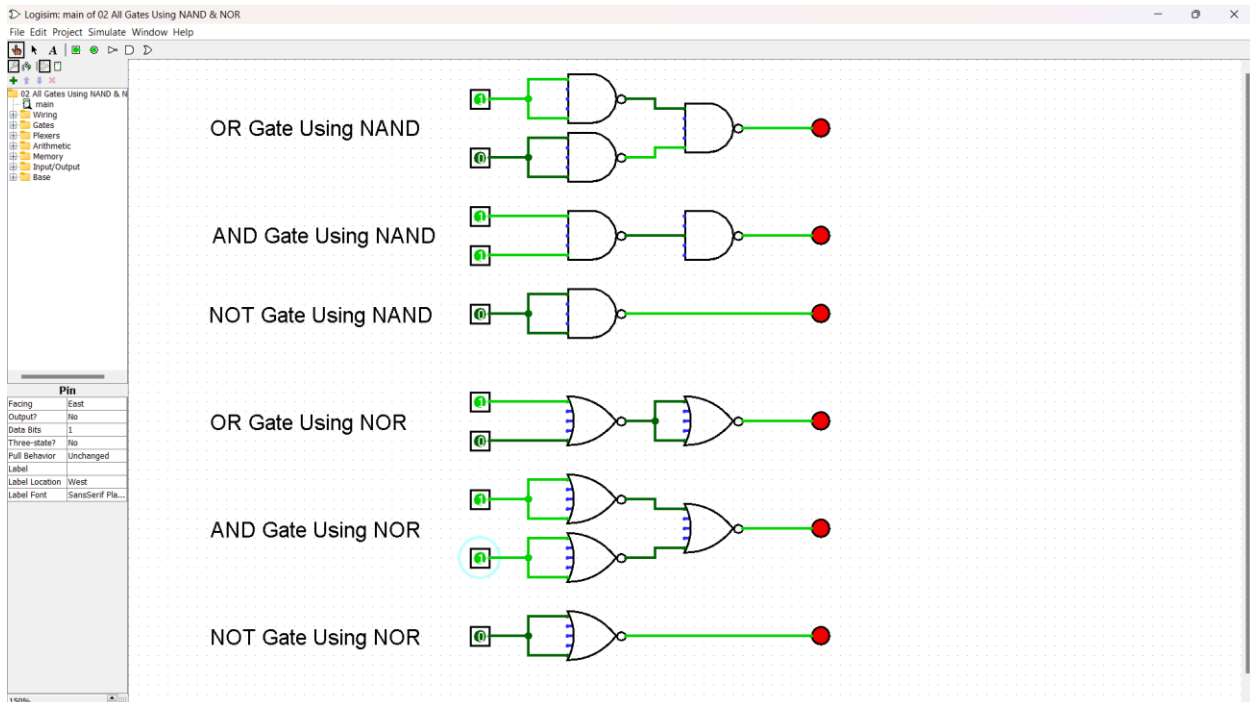 Logisim: main of 02 All Gates Using NAND & NOR
File Edit Project Simulate Window Help
A
02 All Gates Using NAND & N
main
Wiring
Gates
Plexers
Arithmetic
Memory
Input/Output
Base
Pin
Facing East
Output? No
Data Bits 1
Three-state? No
Pull Behavior Unchanged
Label
Label Location West
Label Font SansSerif Pla...
150%
OR Gate Using NAND
1
0
AND Gate Using NAND
1
1
NOT Gate Using NAND
0
OR Gate Using NOR
1
0
AND Gate Using NOR
1
1
NOT Gate Using NOR
0